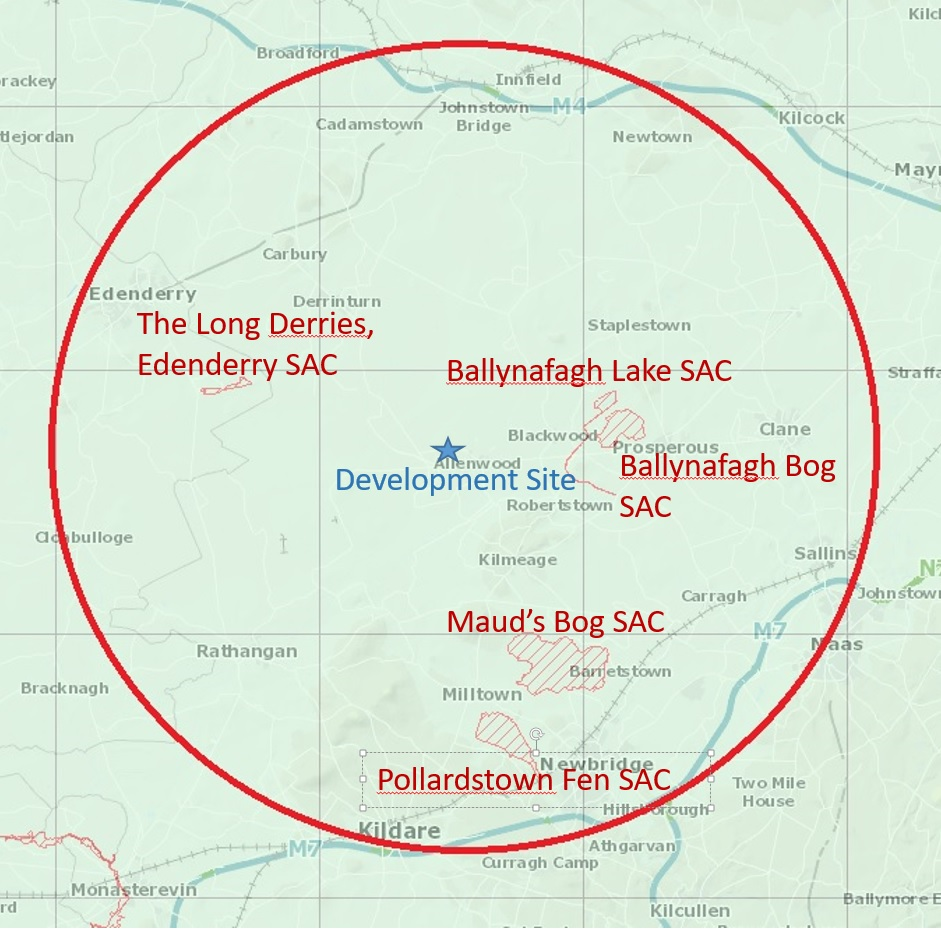 Kilc
Broadford
Innfield
rackey
Johnstown
Bridge
M4
Kilcock
Cadamstown
Newtown
tlejordan
Mayn
Carbury
Edenderry
Derrinturn
The Long Derries,
Edenderry SAC
Staplestown
Ballynafagh Lake SAC
Straffa
Clane
Blackwood
Prosperous
Allenwood
Ballynafagh Bog
SAC
Development Site
Robertstown
Clonbulloge
Kilmeage
Sallins
Carragh
Johnstown
Maud's Bog SAC
M7
Naas
Rathangan
Barretstown
Bracknagh
Milltown
Newbridge
Pollardstown Fen SAC
Two Mile
House
Hillsborough
Kildare
M7
Athgarvan
Curragh Camp
Monasterevin
Ballymore E
rd
Kilcullen